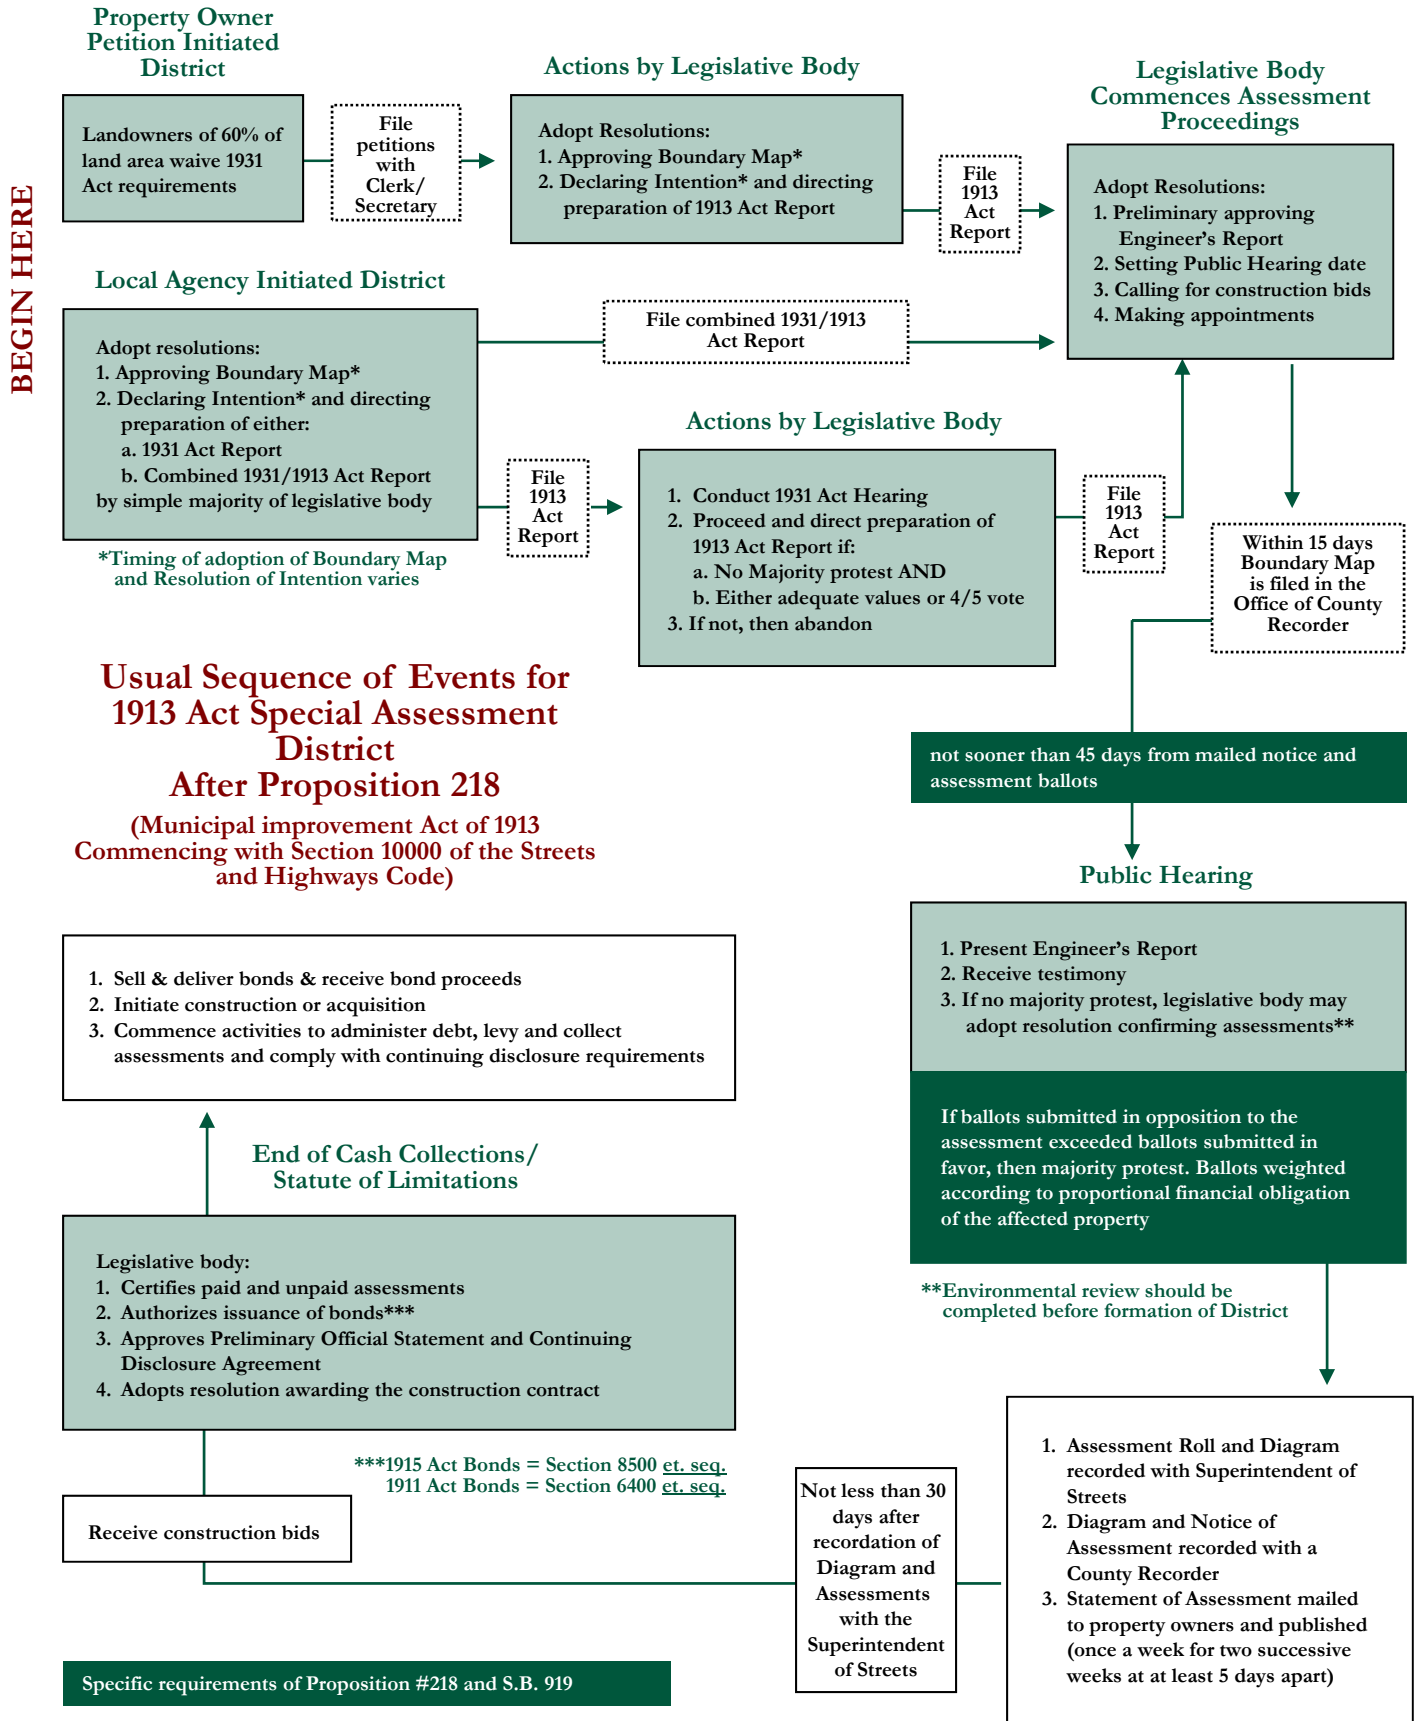 BEGIN HERE
Property Owner
Petition Initiated
District
Landowners of 60% of
land area waive 1931
Act requirements
File
petitions
with
Clerk/
Secretary
Actions by Legislative Body
Adopt Resolutions:
1. Approving Boundary Map*
2. Declaring Intention* and directing
preparation of 1913 Act Report
File
1913
Act
Report
Legislative Body
Commences Assessment
Proceedings
Adopt Resolutions:
1. Preliminary approving
Engineer's Report
2. Setting Public Hearing date
3. Calling for construction bids
4. Making appointments
Local Agency Initiated District
Adopt resolutions:
1. Approving Boundary Map*
2. Declaring Intention* and directing
preparation of either:
a. 1931 Act Report
b. Combined 1931/1913 Act Report
by simple majority of legislative body
*Timing of adoption of Boundary Map
and Resolution of Intention varies
File combined 1931/1913
Act Report
File
1913
Act
Report
Actions by Legislative Body
1. Conduct 1931 Act Hearing
2. Proceed and direct preparation of
1913 Act Report if:
a. No Majority protest AND
b. Either adequate values or 4/5 vote
3. If not, then abandon
File
1913
Act
Report
Within 15 days
Boundary Map
is filed in the
Office of County
Recorder
Usual Sequence of Events for
1913 Act Special Assessment
District
After Proposition 218
(Municipal improvement Act of 1913
Commencing with Section 10000 of the Streets
and Highways Code)
not sooner than 45 days from mailed notice and
assessment ballots
Public Hearing
1. Present Engineer's Report
2. Receive testimony
3. If no majority protest, legislative body may
adopt resolution confirming assessments**
If ballots submitted in opposition to the
assessment exceeded ballots submitted in
favor, then majority protest. Ballots weighted
according to proportional financial obligation
of the affected property
**Environmental review should be
completed before formation of District
1. Assessment Roll and Diagram
recorded with Superintendent of
Streets
2. Diagram and Notice of
Assessment recorded with a
County Recorder
3. Statement of Assessment mailed
to property owners and published
(once a week for two successive
weeks at at least 5 days apart)
Not less than 30
days after
recordation of
Diagram and
Assessments
with the
Superintendent
of Streets
Receive construction bids
***1915 Act Bonds = Section 8500 et. seq.
1911 Act Bonds = Section 6400 et. seq.
Legislative body:
1. Certifies paid and unpaid assessments
2. Authorizes issuance of bonds***
3. Approves Preliminary Official Statement and Continuing
Disclosure Agreement
4. Adopts resolution awarding the construction contract
End of Cash Collections/
Statute of Limitations
1. Sell & deliver bonds & receive bond proceeds
2. Initiate construction or acquisition
3. Commence activities to administer debt, levy and collect
assessments and comply with continuing disclosure requirements
Specific requirements of Proposition #218 and S.B. 919